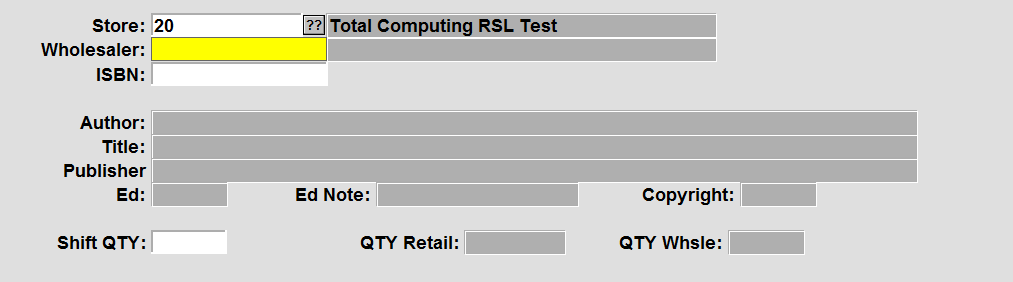 Store: 20 ?? Total Computing RSL Test
Wholesaler:
ISBN:
Author:
Title:
Publisher
Ed: Ed Note: Copyright:
Shift QTY: QTY Retail: QTY Whsle: